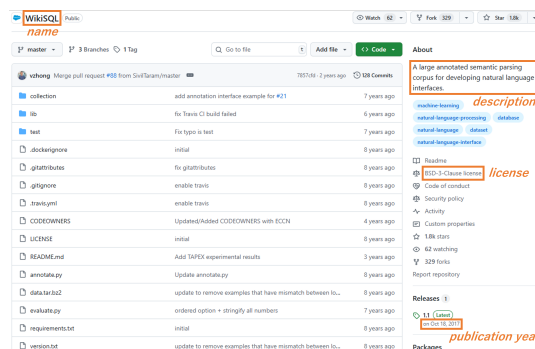 WikiSQL Public
Watch 62
Fork 329
Star 1.8k
name
master
3 Branches
1 Tag
Go to file
t
Add file
Code
About
A large annotated semantic parsing
corpus for developing natural language
interfaces.
description
machine-learning
natural-language-processing database
natural-language dataset
natural-language-interface
vzhong Merge pull request #88 from SivilTaram/master
7857c8d · 2 years ago
128 Commits
collection add annotation interface example for #21 7 years ago
lib fix Travis CI build failed 6 years ago
test Fix typo is test 7 years ago
.dockerignore initial 8 years ago
.gitattributes fix gitattributes 8 years ago
.gitignore enable travis 8 years ago
.travis.yml enable travis 8 years ago
CODEOWNERS Updated/Added CODEOWNERS with ECCN 4 years ago
LICENSE initial 8 years ago
README.md Add TAPEX experimental results 3 years ago
annotate.py Update annotate.py 8 years ago
data.tar.bz2 update to remove examples that have mismatch between lo... 8 years ago
evaluate.py ordered option + stringify all numbers 7 years ago
requirements.txt initial 8 years ago
version.txt update to remove examples that have mismatch between lo... 8 years ago
Readme
BSD-3-Clause license
license
Code of conduct
Security policy
Activity
Custom properties
1.8k stars
62 watching
329 forks
Report repository
Releases 1
1.1 Latest
on Oct 18, 2017
publication yea
Packages